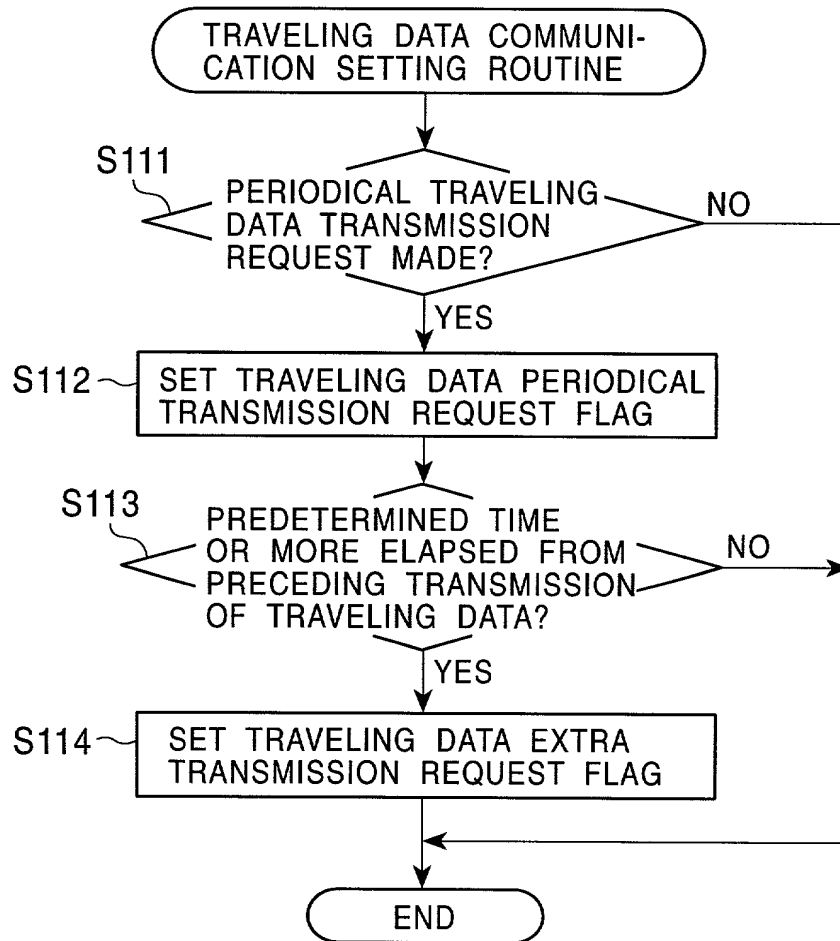 TRAVELING DATA COMMUNI-
CATION SETTING ROUTINE
S111
PERIODICAL TRAVELING
DATA TRANSMISSION
REQUEST MADE?
NO
YES
S112
SET TRAVELING DATA PERIODICAL
TRANSMISSION REQUEST FLAG
S113
PREDETERMINED TIME
OR MORE ELAPSED FROM
PRECEDING TRANSMISSION
OF TRAVELING DATA?
NO
YES
S114
SET TRAVELING DATA EXTRA
TRANSMISSION REQUEST FLAG
END